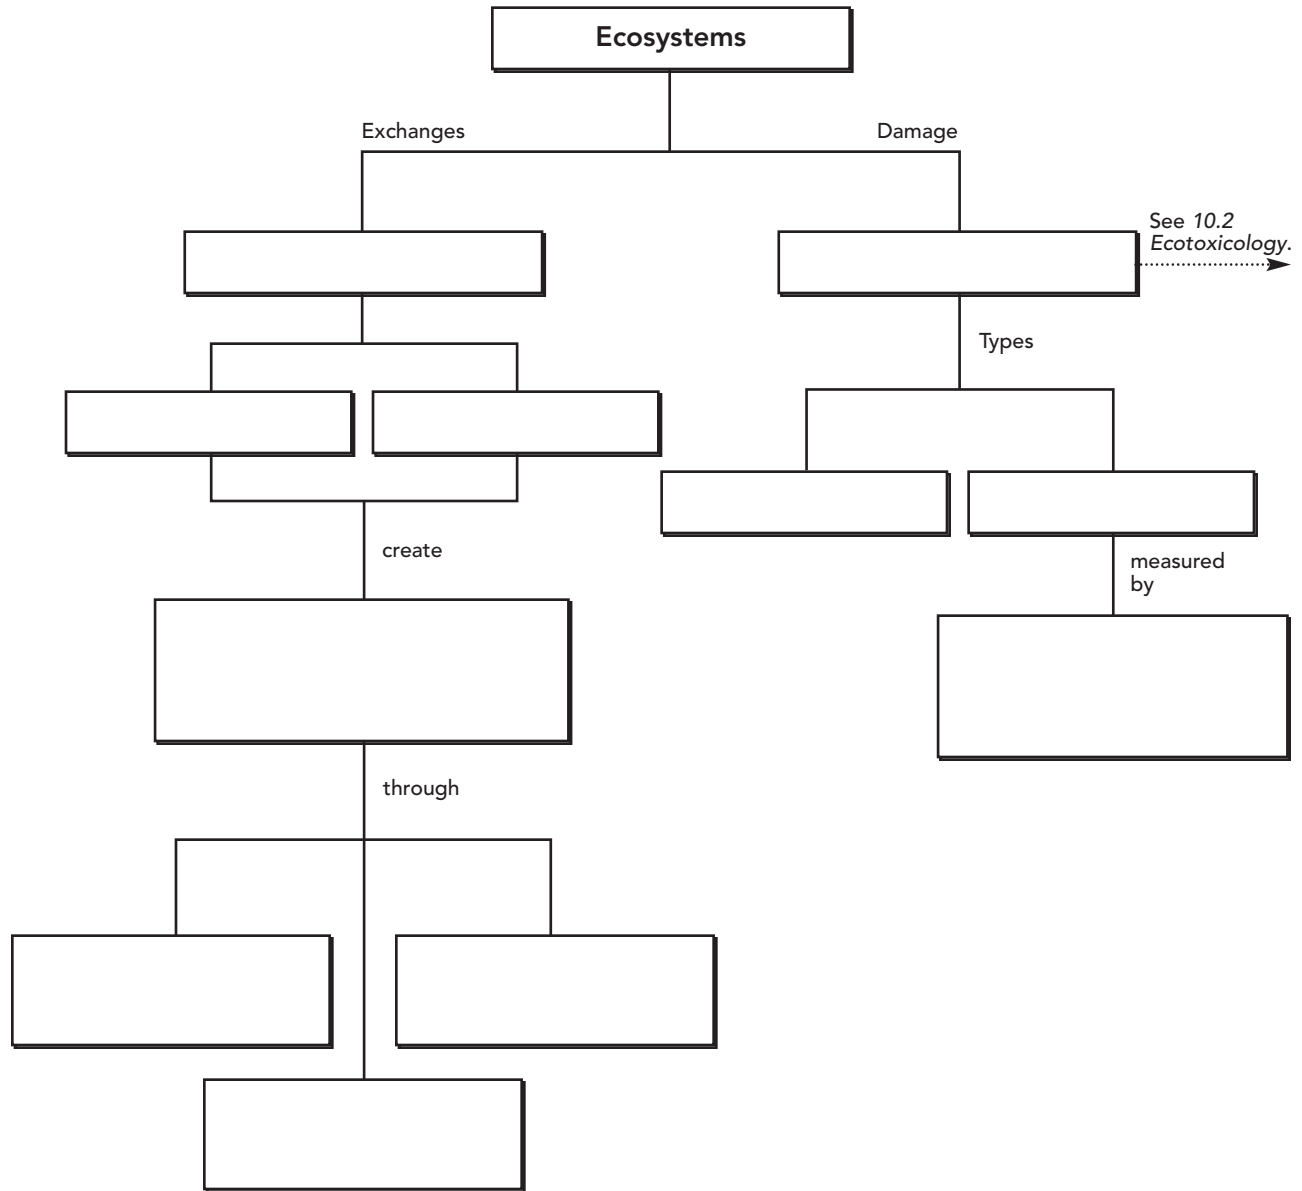 Ecosystems
Exchanges
Damage
See 10.2
Ecotoxicology.
Types
create
measured
by
through